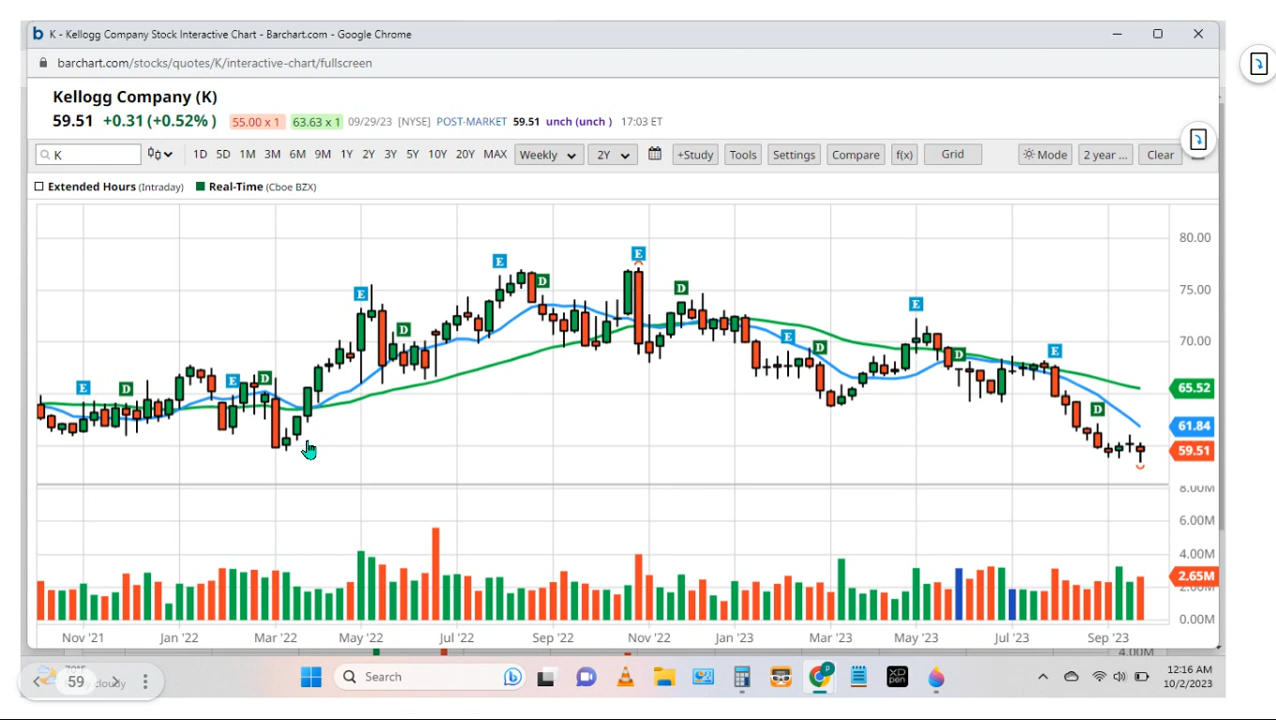 K - Kellogg Company Stock Interactive Chart - Barchart.com - Google Chrome
barchart.com/stocks/quotes/K/interactive-chart/fullscreen
Kellogg Company (K)
59.51 +0.31 (+0.52%) 55.00 x 1 63.63 x 1 09/29/23 [NYSE] POST-MARKET 59.51 unch (unch) 17:03 ET
K 1D 5D 1M 3M 6M 9M 1Y 2Y 3Y 5Y 10Y 20Y MAX Weekly 2Y +Study Tools Settings Compare f(x) Grid Mode 2 year ... Clear
Extended Hours (Intraday) Real-Time (Cboe BZX)
80.00
E E
75.00
D D E E
D 70.00
E D D E
E D E D 65.52
D
61.84
59.51
8.00M
6.00M
4.00M
2.65M
2.00M
0.00M
Nov '21 Jan '22 Mar '22 May '22 Jul '22 Sep '22 Nov '22 Jan '23 Mar '23 May '23 Jul '23 Sep '23
4.00M
59 cloudy Search XD PEN 12:16 AM
10/2/2023